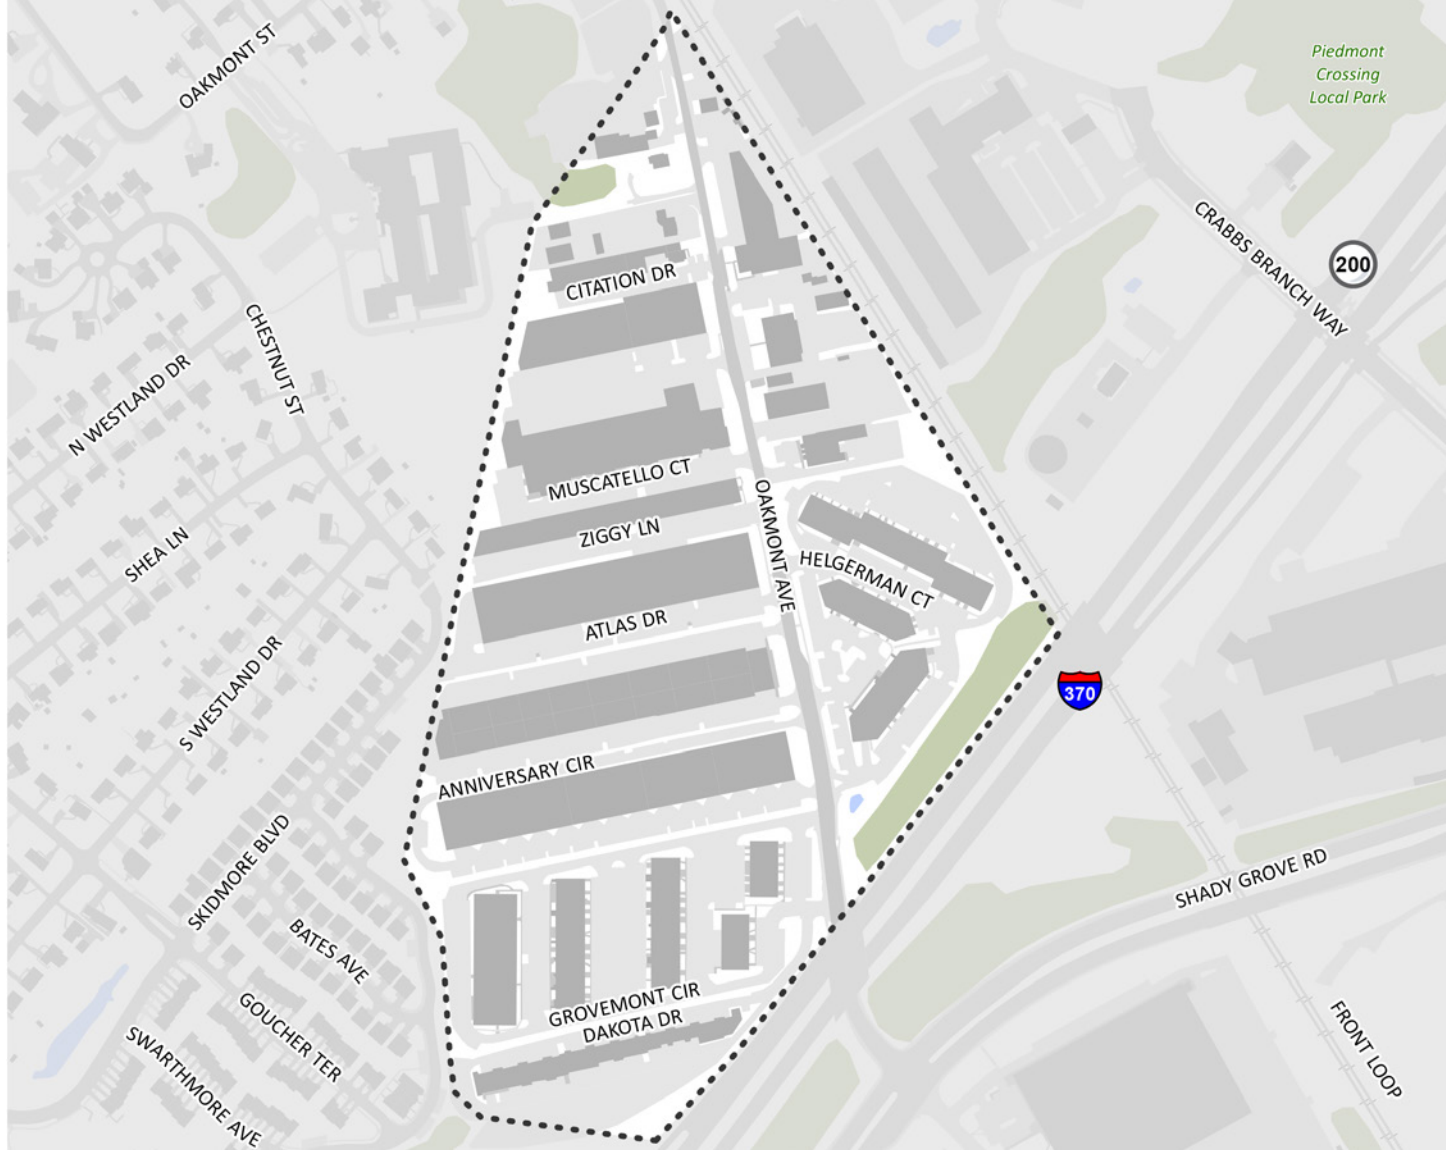 OAKMONT ST
Piedmont
Crossing
Local Park
CRABBS BRANCH WAY
200
CITATION DR
CHESTNUT ST
N WESTLAND DR
MUSCATELLO CT
ZIGGY LN
OAKMONT AVE
SHEA LN
HELGERMAN CT
ATLAS DR
S WESTLAND DR
370
ANNIVERSARY CIR
SKIDMORE BLVD
SHADY GROVE RD
BATES AVE
GROVEMONT CIR
DAKOTA DR
GOUCHER TER
SWARTHMORE AVE
FRONT LOOP